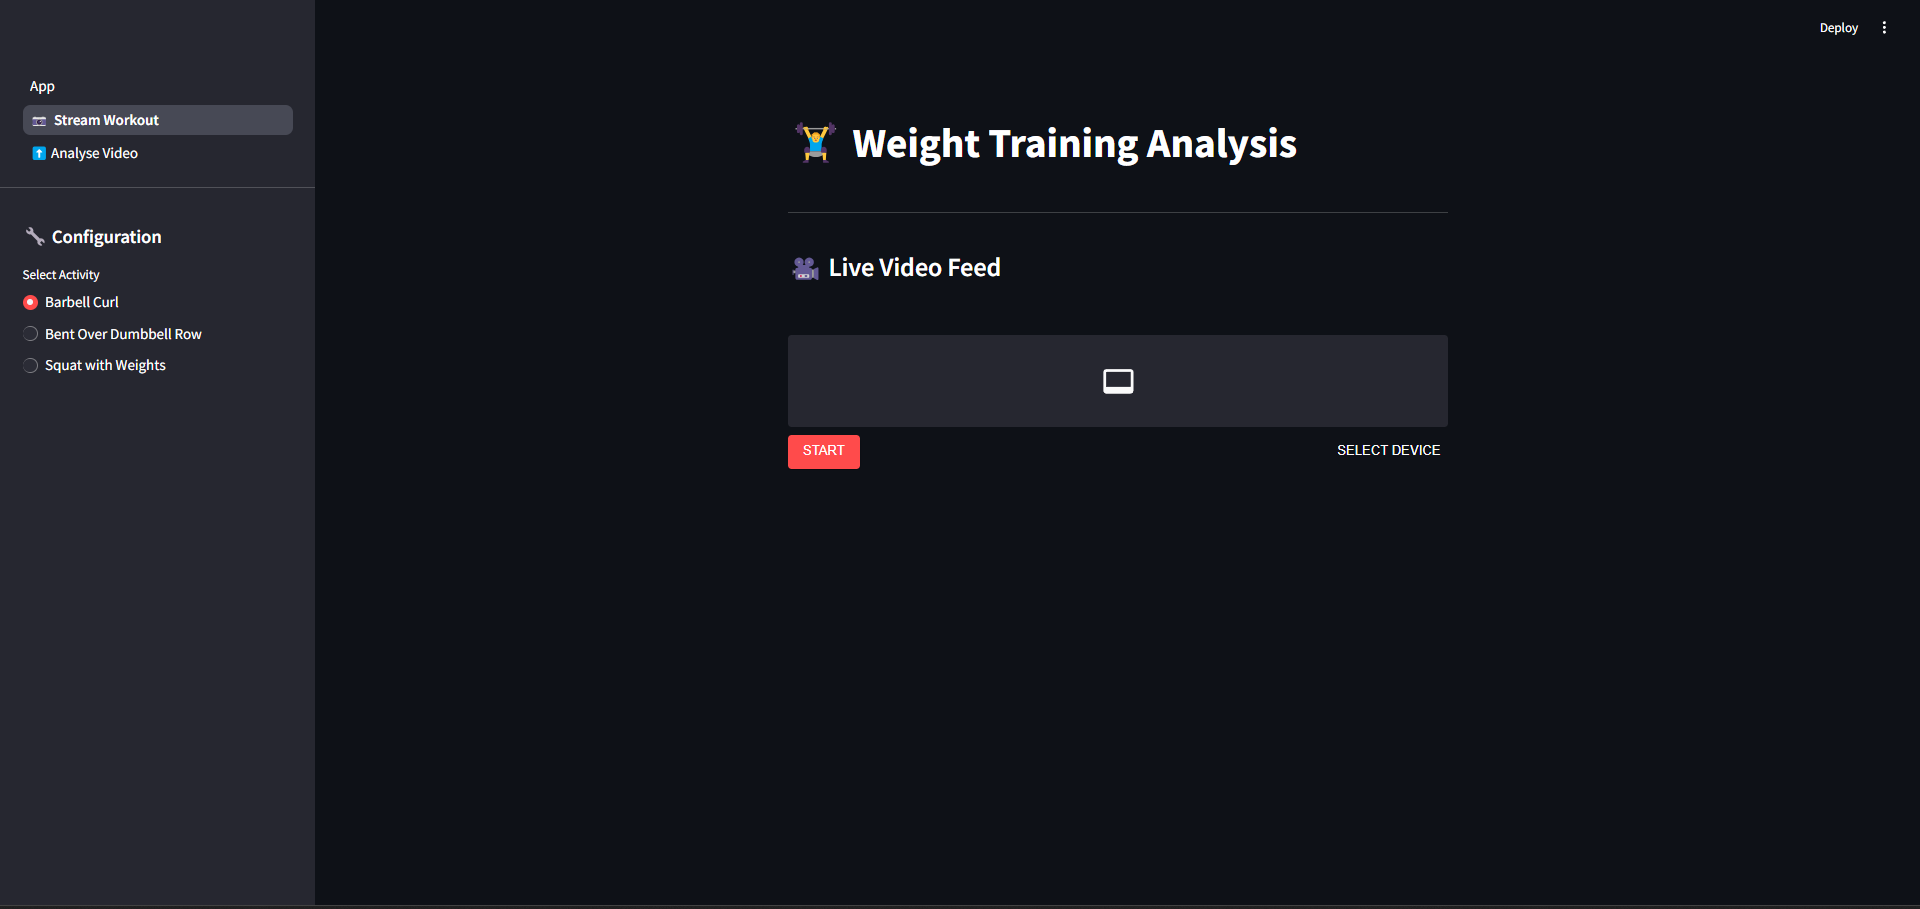 Deploy
App
Stream Workout
Analyse Video
Configuration
Select Activity
Barbell Curl
Bent Over Dumbbell Row
Squat with Weights
Weight Training Analysis
Live Video Feed
START
SELECT DEVICE